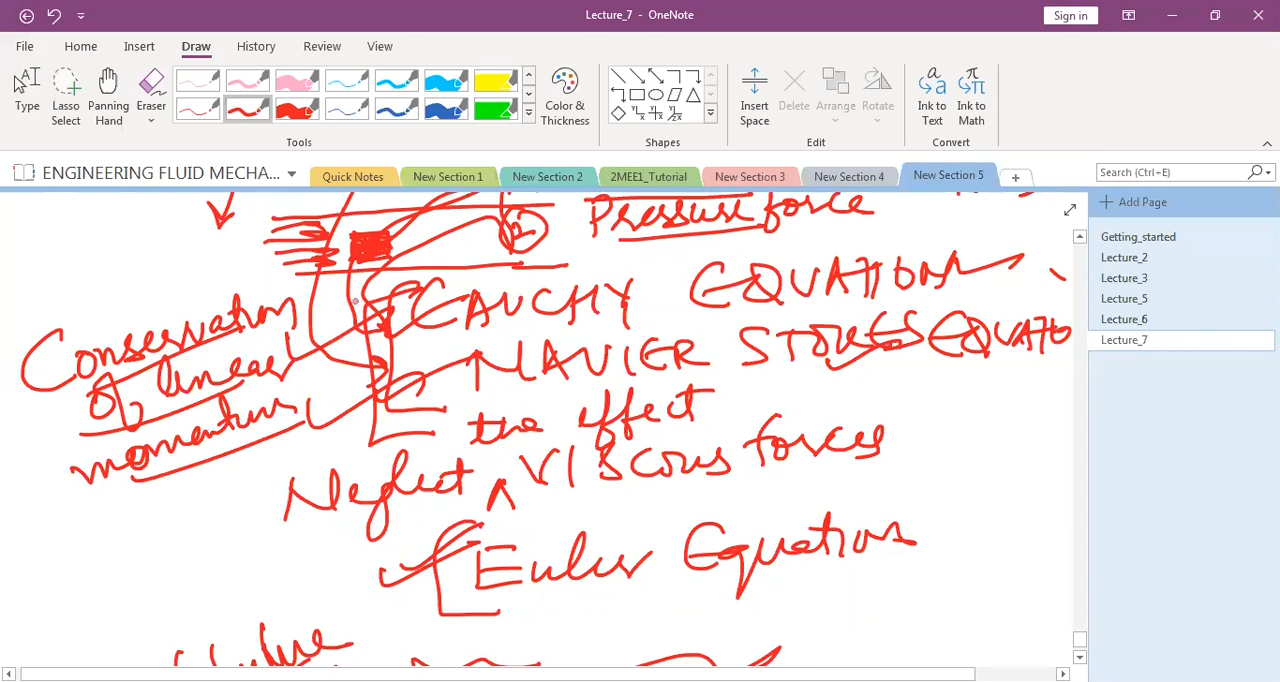 Lecture_7 - OneNote
Sign in
File Home Insert Draw History Review View
Type
Lasso Select
Panning Hand
Eraser
Color & Thickness
Insert Space
Delete
Arrange
Rotate
Ink to Text
Ink to Math
Tools
Shapes
Edit
Convert
ENGINEERING FLUID MECHA...
Quick Notes
New Section 1
New Section 2
2MEE1_Tutorial
New Section 3
New Section 4
New Section 5
Search (Ctrl+E)
Add Page
Getting_started
Lecture_2
Lecture_3
Lecture_5
Lecture_6
Lecture_7
Pressure force
CAUCHY EQUATION
Conservation
of linear
momentum
NAVIER STOKES EQUATIO
the effect
Neglect ^ VISCOUS forces
Euler Equation